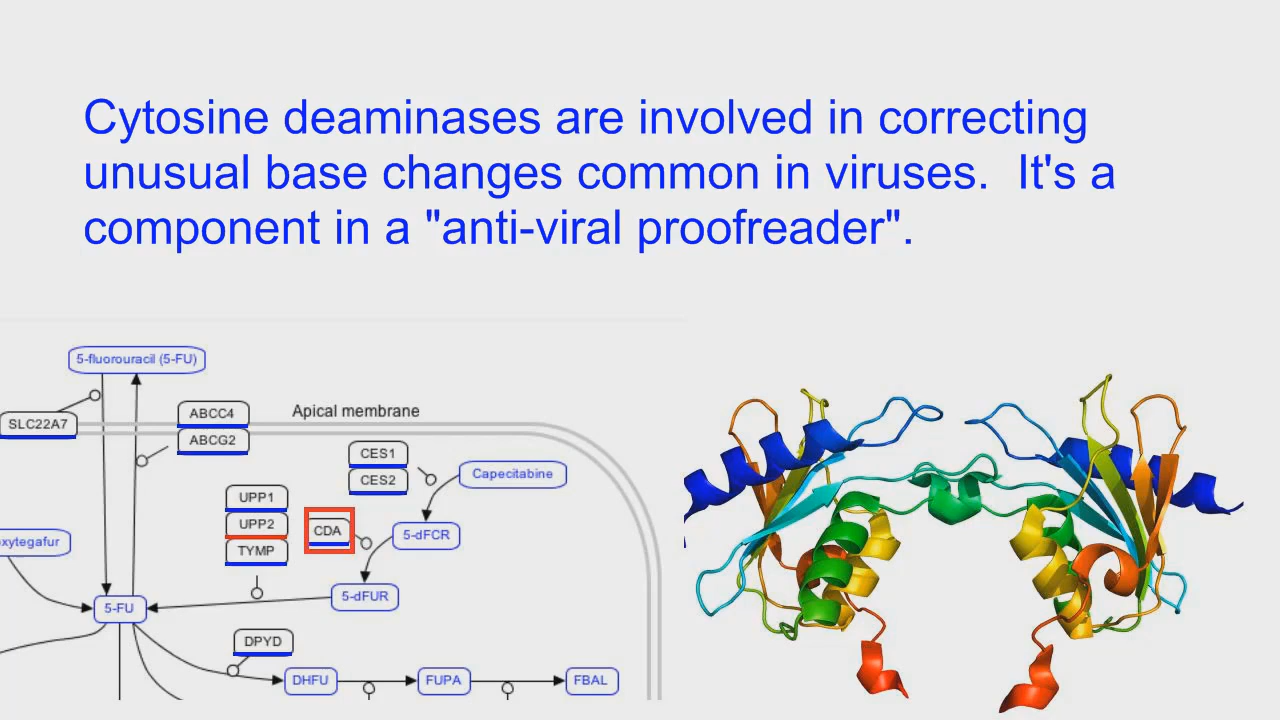 Cytosine deaminases are involved in correcting
unusual base changes common in viruses.  It's a
component in a "anti-viral proofreader".
5-fluorouracil (5-FU)
SLC22A7
ABCC4
ABCG2
Apical membrane
CES1
CES2
Capecitabine
UPP1
UPP2
TYMP
CDA
5-dFCR
xytegafur
5-dFUR
5-FU
DPYD
DHFU
FUPA
FBAL